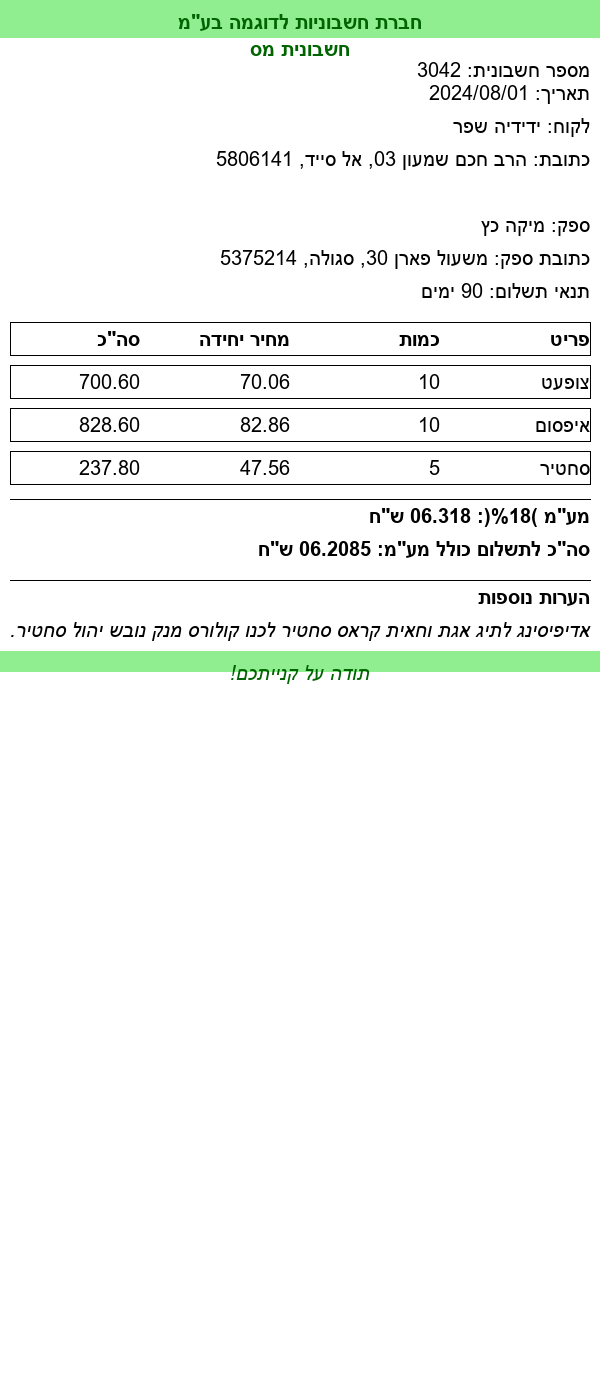 חברת חשבוניות לדוגמה בע"מ
חשבונית מס
מספר חשבונית: 3042
תאריך: 2024/08/01
לקוח: ידידיה שפר
כתובת: הרב חכם שמעון 03, אל סייד, 5806141
ספק: מיקה כץ
כתובת ספק: משעול פארן 30, סגולה, 5375214
תנאי תשלום: 90 ימים
פריט כמות מחיר יחידה סה"כ
צופעט 10 70.06 700.60
איפסום 10 82.86 828.60
סחטיר 5 47.56 237.80
מע"מ )18%(: 06.318 ש"ח
סה"כ לתשלום כולל מע"מ: 06.2085 ש"ח
הערות נוספות
אדיפיסינג לתיג אגת וחאית קראס סחטיר לכנו קולורס מנק נובש יהול סחטיר.
תודה על קנייתכם!